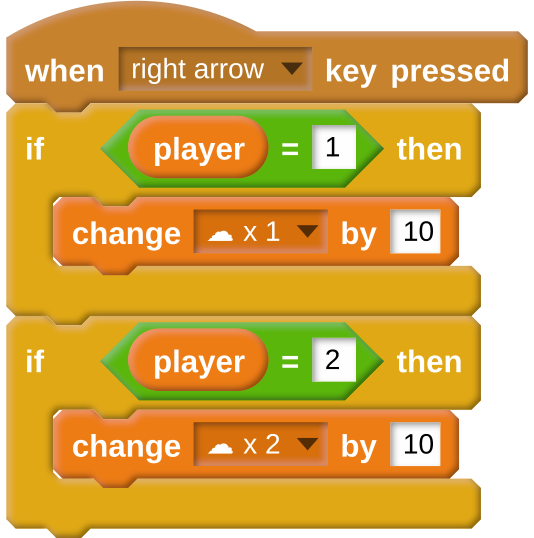 when right arrow key pressed
if player = 1 then
change ☁ x 1 by 10
if player = 2 then
change ☁ x 2 by 10